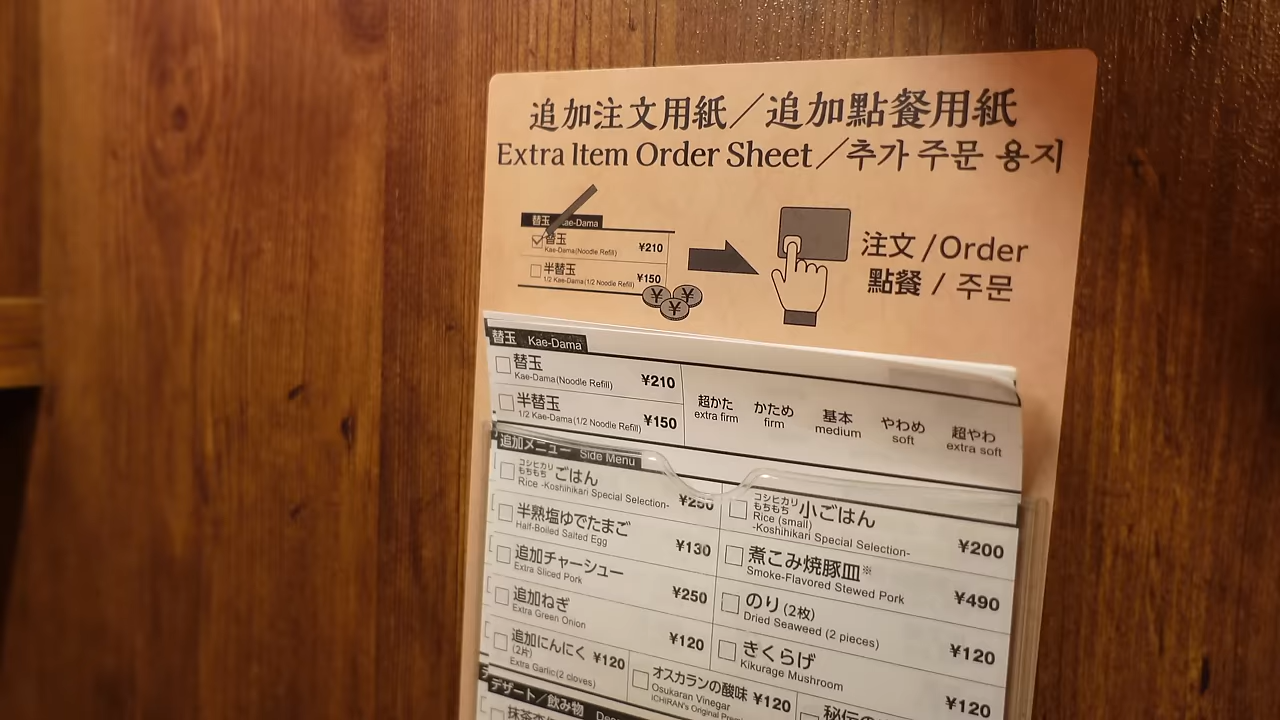 追加注文用紙／追加點餐用紙
Extra Item Order Sheet／추가 주문 용지
替玉 Kae-Dama
替玉 ¥210
Kae-Dama(Noodle Refill)
半替玉 ¥150
1/2 Kae-Dama(1/2 Noodle Refill)
注文 /Order
點餐 / 주문
替玉 Kae-Dama
替玉 ¥210
Kae-Dama(Noodle Refill)
半替玉 ¥150
1/2 Kae-Dama(1/2 Noodle Refill)
超かた かため 基本 やわめ 超やわ
extra firm firm medium soft extra soft
追加メニュー Side Menu
コシヒカリ
もちもち ごはん ¥250
Rice -Koshihikari Special Selection-
コシヒカリ
もちもち 小ごはん
Rice (small)
-Koshihikari Special Selection- ¥200
半熟塩ゆでたまご ¥130
Half-Boiled Salted Egg
煮こみ焼豚皿※
Smoke-Flavored Stewed Pork ¥490
追加チャーシュー
Extra Sliced Pork ¥250
のり(2枚)
Dried Seaweed (2 pieces) ¥120
追加ねぎ
Extra Green Onion ¥120
きくらげ
Kikurage Mushroom ¥120
追加にんにく ¥120
(2片)
Extra Garlic(2 cloves)
オスカランの酸味 ¥120
Osukaran Vinegar
ICHIRAN's Original
秘伝の
デザート／飲み物
抹茶